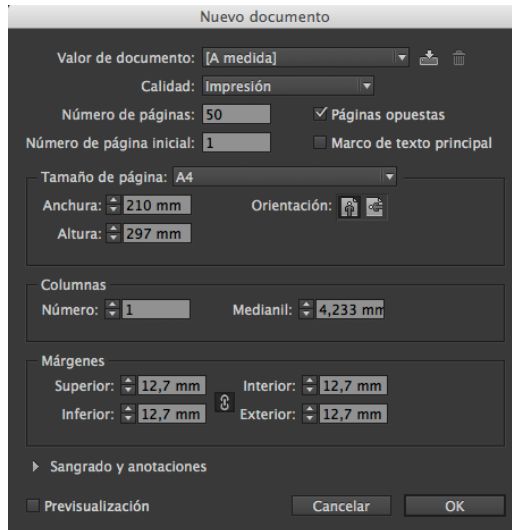 Nuevo documento
Valor de documento: [A medida]
Calidad: Impresión
Número de páginas: 50 Páginas opuestas
Número de página inicial: 1 Marco de texto principal
Tamaño de página: A4
Anchura: 210 mm Orientación:
Altura: 297 mm
Columnas
Número: 1 Medianil: 4,233 mm
Márgenes
Superior: 12,7 mm Interior: 12,7 mm
Inferior: 12,7 mm Exterior: 12,7 mm
Sangrado y anotaciones
Previsualización Cancelar OK